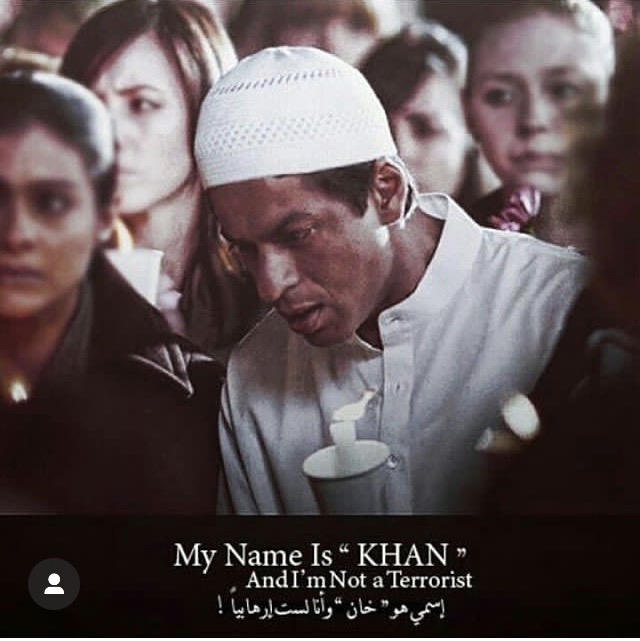 My Name Is “ KHAN ”
And I’m Not a Terrorist
إسمي هو ” خان “ وأنا لست إرهابياً !